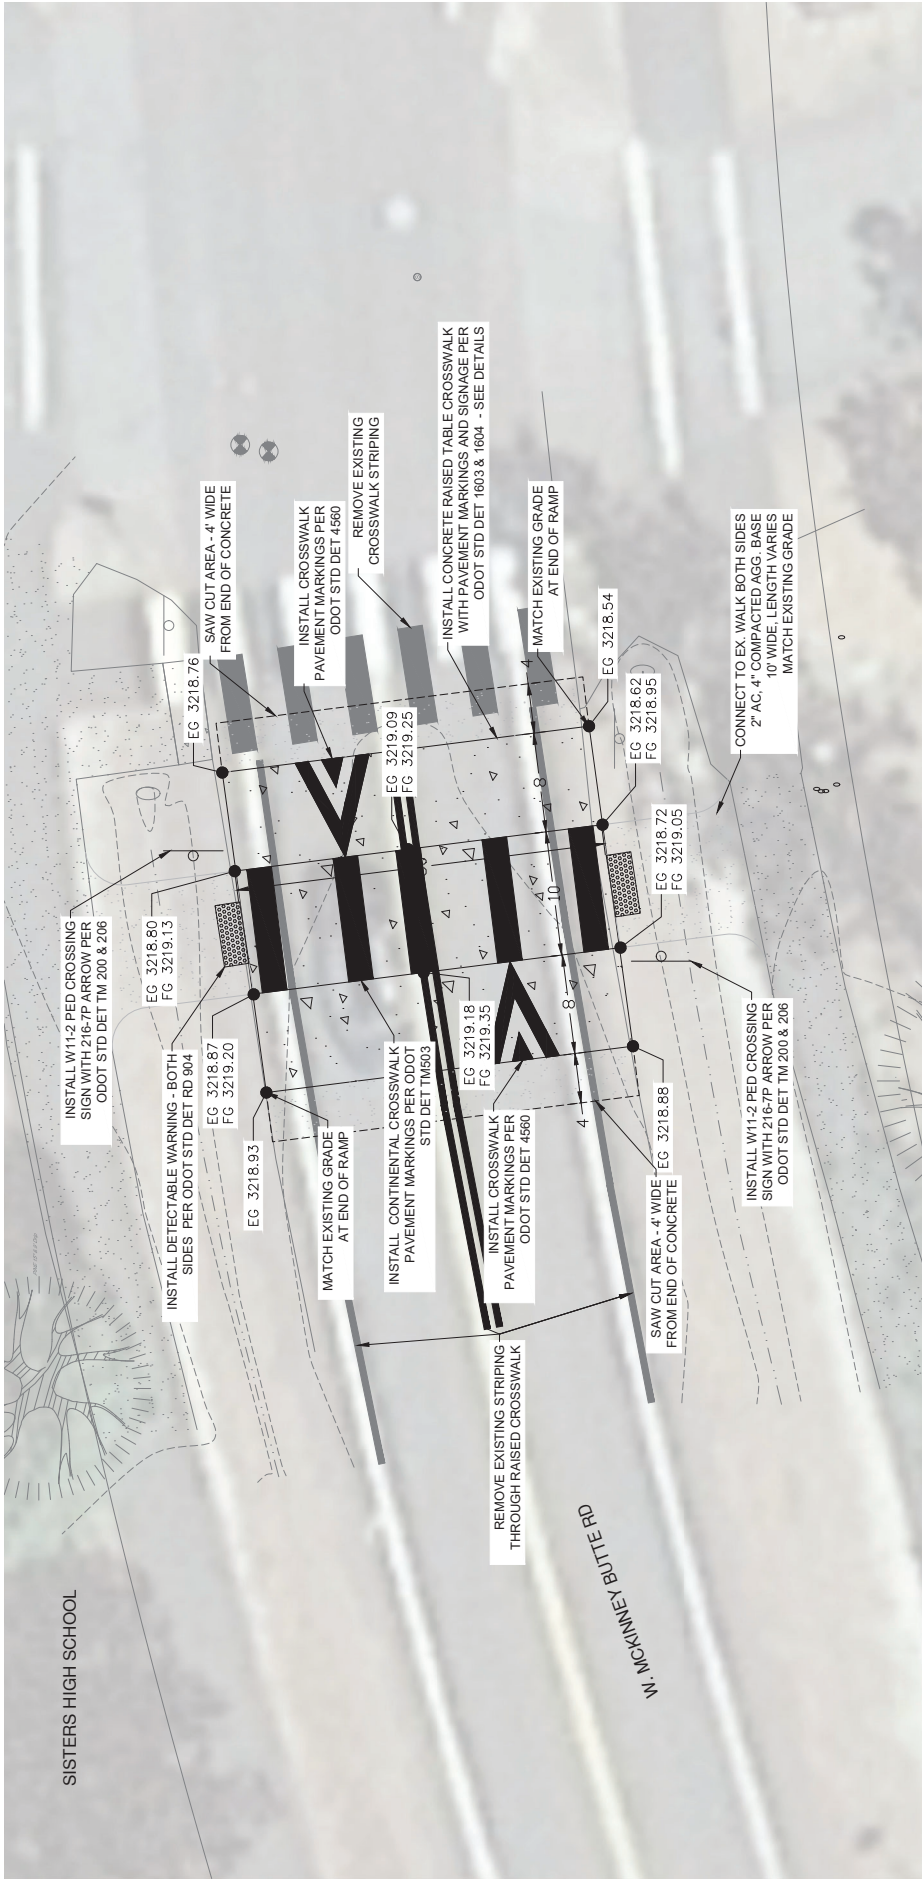 SISTERS HIGH SCHOOL
INSTALL W11-2 PED CROSSING
SIGN WITH 216-7P ARROW PER
ODOT STD DET TM 200 & 206
EG 3218.80
FG 3219.13
INSTALL DETECTABLE WARNING - BOTH
SIDES PER ODOT STD DET RD 904
EG 3218.87
FG 3219.20
EG 3218.93
MATCH EXISTING GRADE
AT END OF RAMP
INSTALL CONTINENTAL CROSSWALK
PAVEMENT MARKINGS PER ODOT
STD DET TM503
EG 3219.18
FG 3219.35
INSTALL CROSSWALK
PAVEMENT MARKINGS PER
ODOT STD DET 4560
REMOVE EXISTING STRIPING
THROUGH RAISED CROSSWALK
W. MCKINNEY BUTTE RD
SAW CUT AREA - 4' WIDE
FROM END OF CONCRETE
EG 3218.88
INSTALL W11-2 PED CROSSING
SIGN WITH 216-7P ARROW PER
ODOT STD DET TM 200 & 206
4
8
10
8
4
EG 3218.76
SAW CUT AREA - 4' WIDE
FROM END OF CONCRETE
INSTALL CROSSWALK
PAVEMENT MARKINGS PER
ODOT STD DET 4560
REMOVE EXISTING
CROSSWALK STRIPING
EG 3219.09
FG 3219.25
INSTALL CONCRETE RAISED TABLE CROSSWALK
WITH PAVEMENT MARKINGS AND SIGNAGE PER
ODOT STD DET 1603 & 1604 - SEE DETAILS
MATCH EXISTING GRADE
AT END OF RAMP
EG 3218.54
EG 3218.62
FG 3218.95
EG 3218.72
FG 3219.05
CONNECT TO EX. WALK BOTH SIDES
2" AC, 4" COMPACTED AGG. BASE
10' WIDE, LENGTH VARIES
MATCH EXISTING GRADE